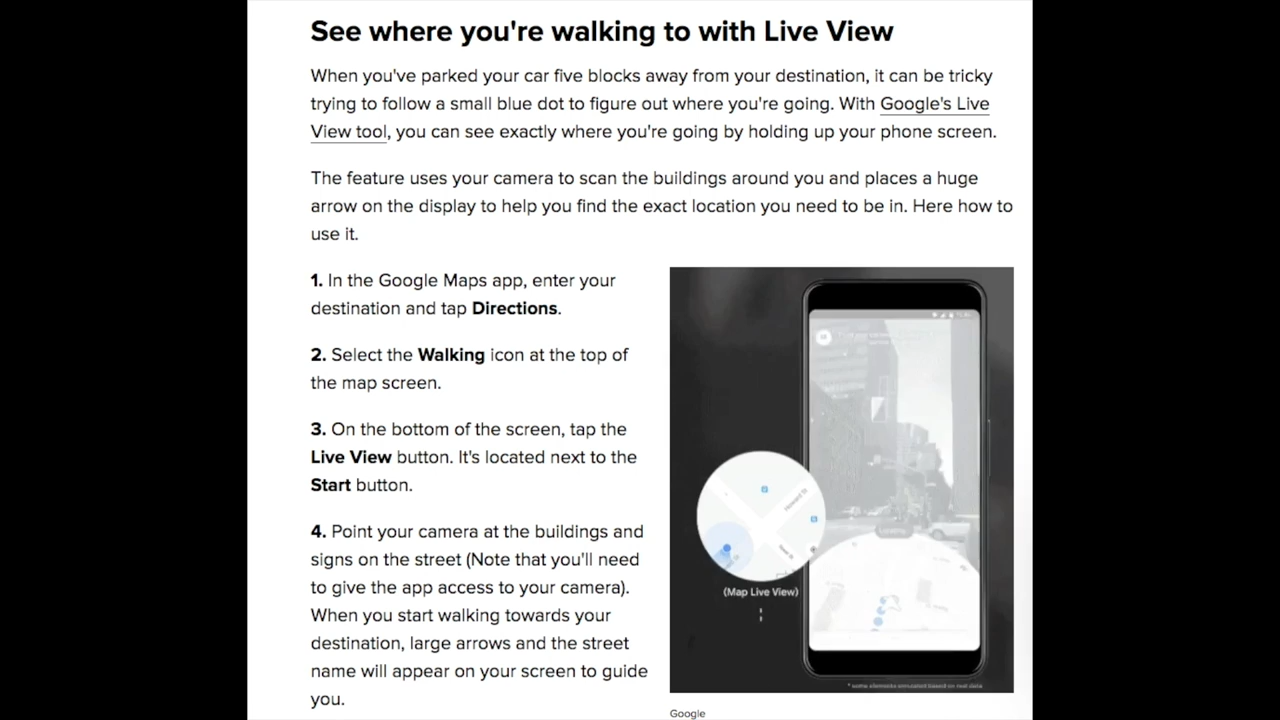 See where you're walking to with Live View
When you've parked your car five blocks away from your destination, it can be tricky
trying to follow a small blue dot to figure out where you're going. With Google's Live
View tool, you can see exactly where you're going by holding up your phone screen.
The feature uses your camera to scan the buildings around you and places a huge
arrow on the display to help you find the exact location you need to be in. Here how to
use it.
1. In the Google Maps app, enter your
destination and tap Directions.
2. Select the Walking icon at the top of
the map screen.
3. On the bottom of the screen, tap the
Live View button. It's located next to the
Start button.
4. Point your camera at the buildings and
signs on the street (Note that you'll need
to give the app access to your camera).
When you start walking towards your
destination, large arrows and the street
name will appear on your screen to guide
you.
Howard St
(Map Live View)
* some elements simulated based on real data
Google